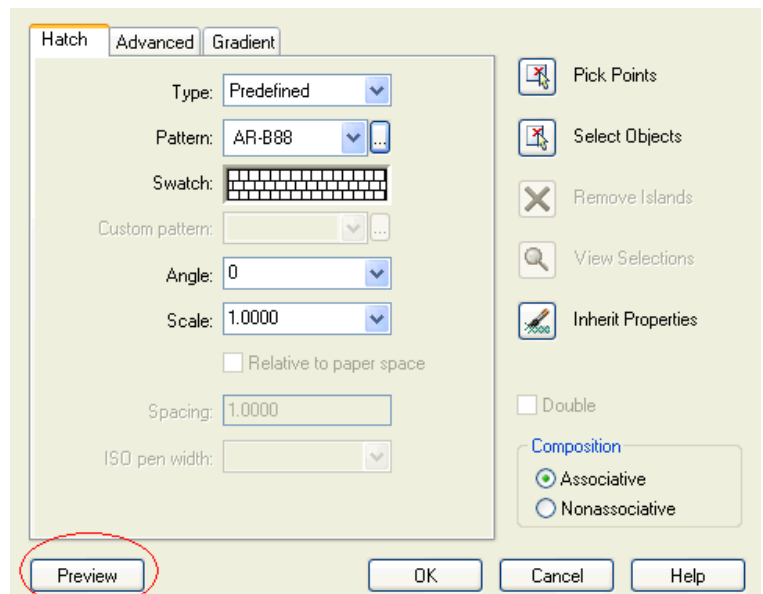 Hatch Advanced Gradient
Type: Predefined
Pattern: AR-B88 ...
Swatch:
Custom pattern: ...
Angle: 0
Scale: 1.0000
Relative to paper space
Spacing: 1.0000
ISO pen width:
Pick Points
Select Objects
Remove Islands
View Selections
Inherit Properties
Double
Composition
Associative
Nonassociative
Preview OK Cancel Help